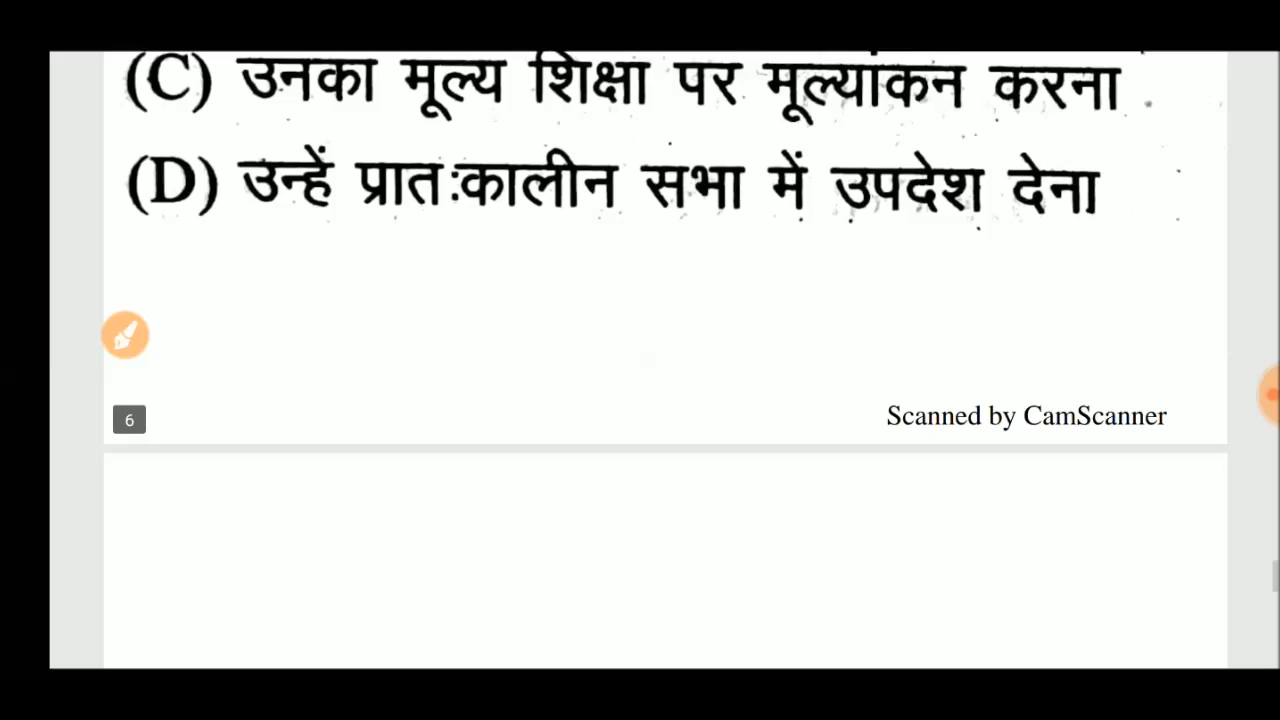 (C) उनका मूल्य शिक्षा पर मूल्यांकन करना
(D) उन्हें प्रातःकालीन सभा में उपदेश देना
6
Scanned by CamScanner